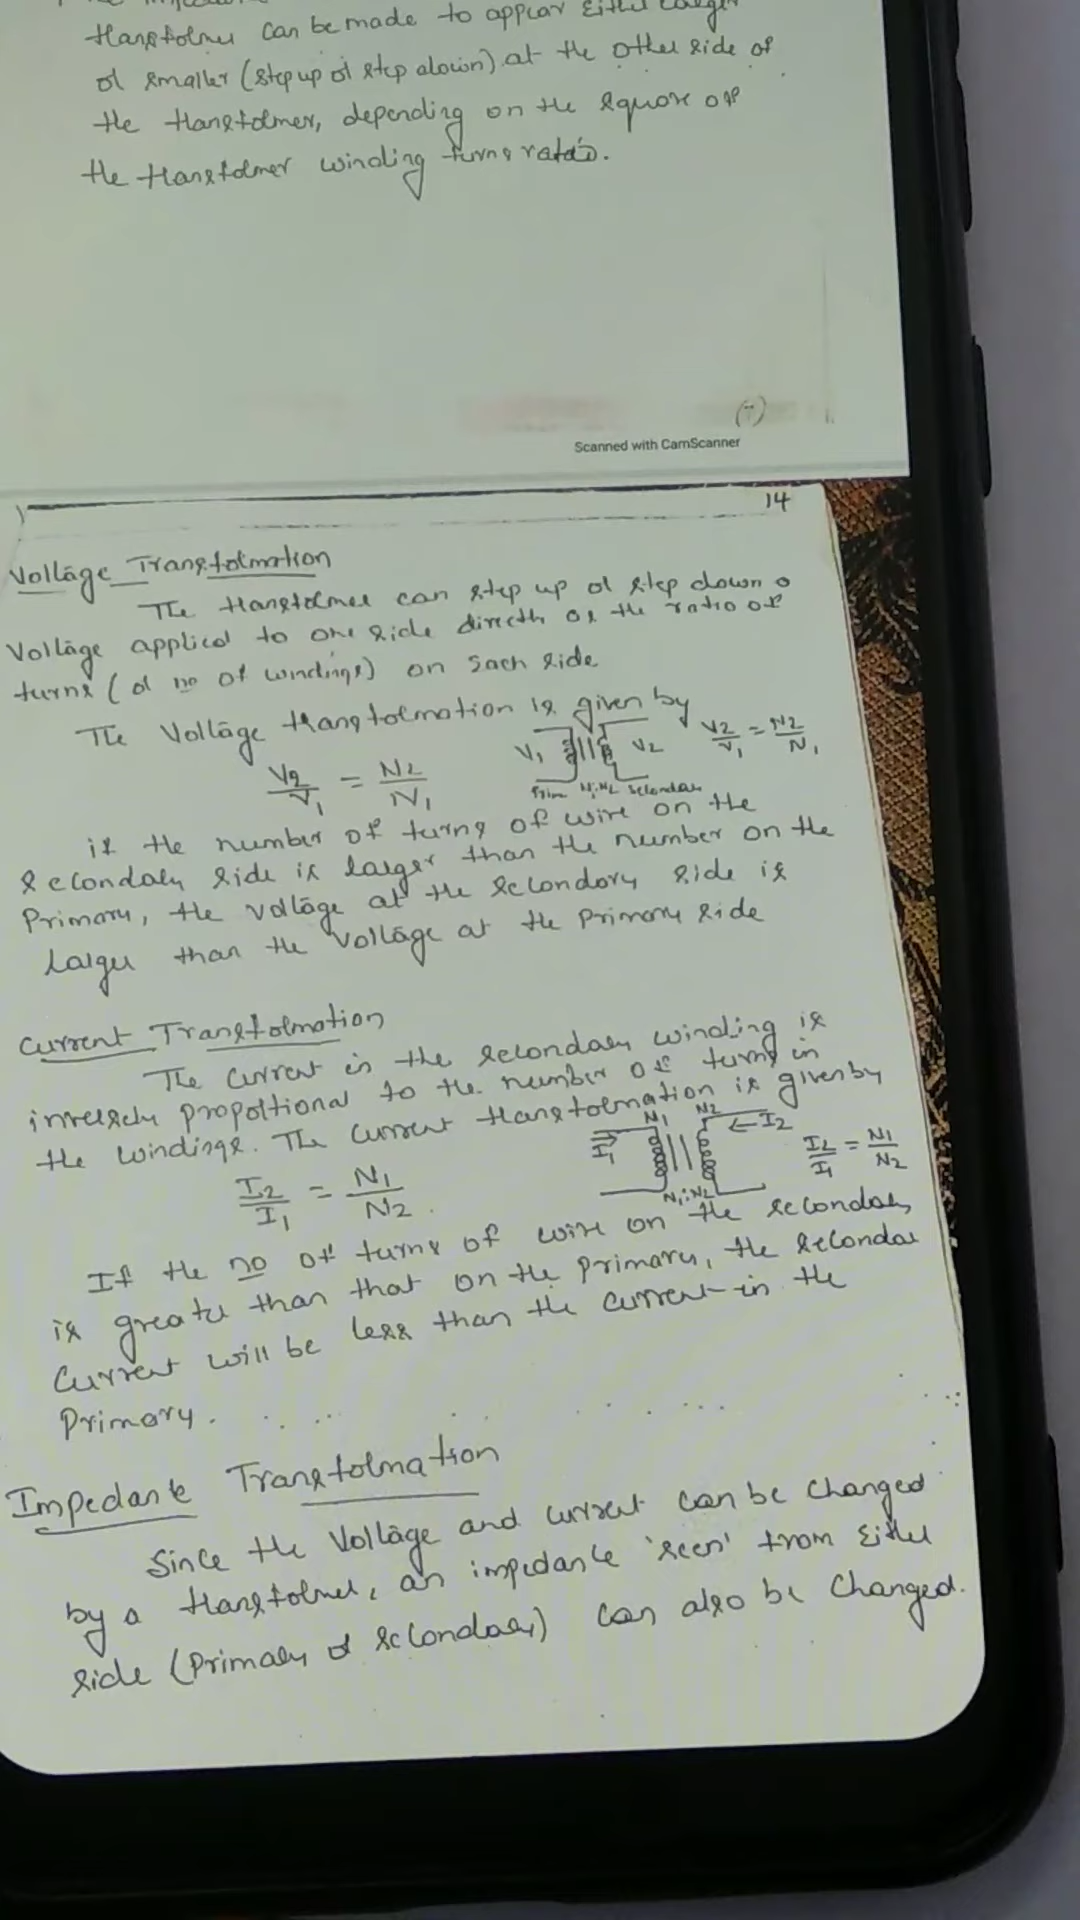 transformer can be made to appear either larger
or smaller (step up or step down) at the other side of
the transformer, depending on the square of
the transformer winding turns ratio.
Scanned with CamScanner
14
Voltage Transformation
The transformer can step up or step down a
Voltage applied to one side directly as the ratio of
turns (or no of windings) on each side
The Voltage transformation is given by
V2/V1 = N2/N1
V1 V2 V2/V1 = N2/N1
N1:N2 Secondary
if the number of turns of wire on the
secondary side is larger than the number on the
Primary, the voltage at the secondary side is
larger than the voltage at the primary side
Current Transformation
The current in the secondary winding is
inversely proportional to the number of turns in
the windings. The current transformation is given by
I2/I1 = N1/N2.
I1 N1 N2 I2 I2/I1 = N1/N2
N1:N2
If the no of turns of wire on the secondary
is greater than that on the primary, the secondary
Current will be less than the current in the
Primary.
Impedance Transformation
Since the Voltage and current can be changed
by a transformer, an impedance 'seen' from either
side (Primary or secondary) can also be changed.